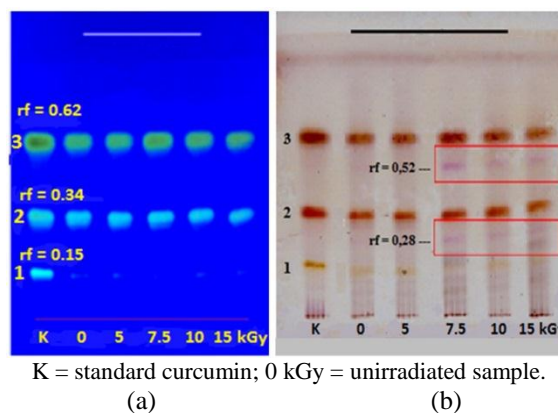 rf = 0.62
3
rf = 0.34
2
rf = 0.15
1
K 0 5 7.5 10 15 kGy
3
rf = 0,52 ---
2
rf = 0,28 ---
1
K 0 5 7.5 10 15 kG
K = standard curcumin; 0 kGy = unirradiated sample.
(a) (b)